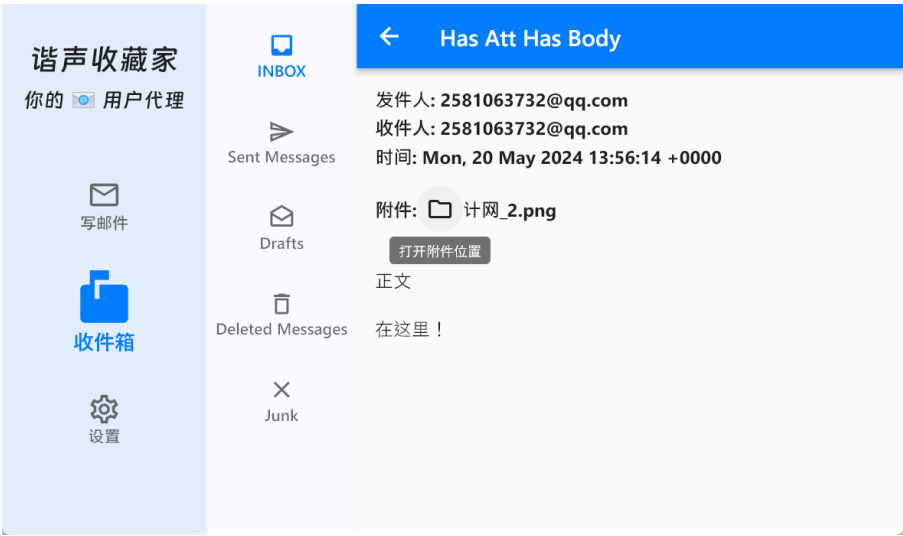 谐声收藏家
你的 📧 用户代理
写邮件
收件箱
设置
INBOX
Sent Messages
Drafts
Deleted Messages
Junk
Has Att Has Body
发件人: 2581063732@qq.com
收件人: 2581063732@qq.com
时间: Mon, 20 May 2024 13:56:14 +0000
附件: 计网_2.png
打开附件位置
正文
在这里！